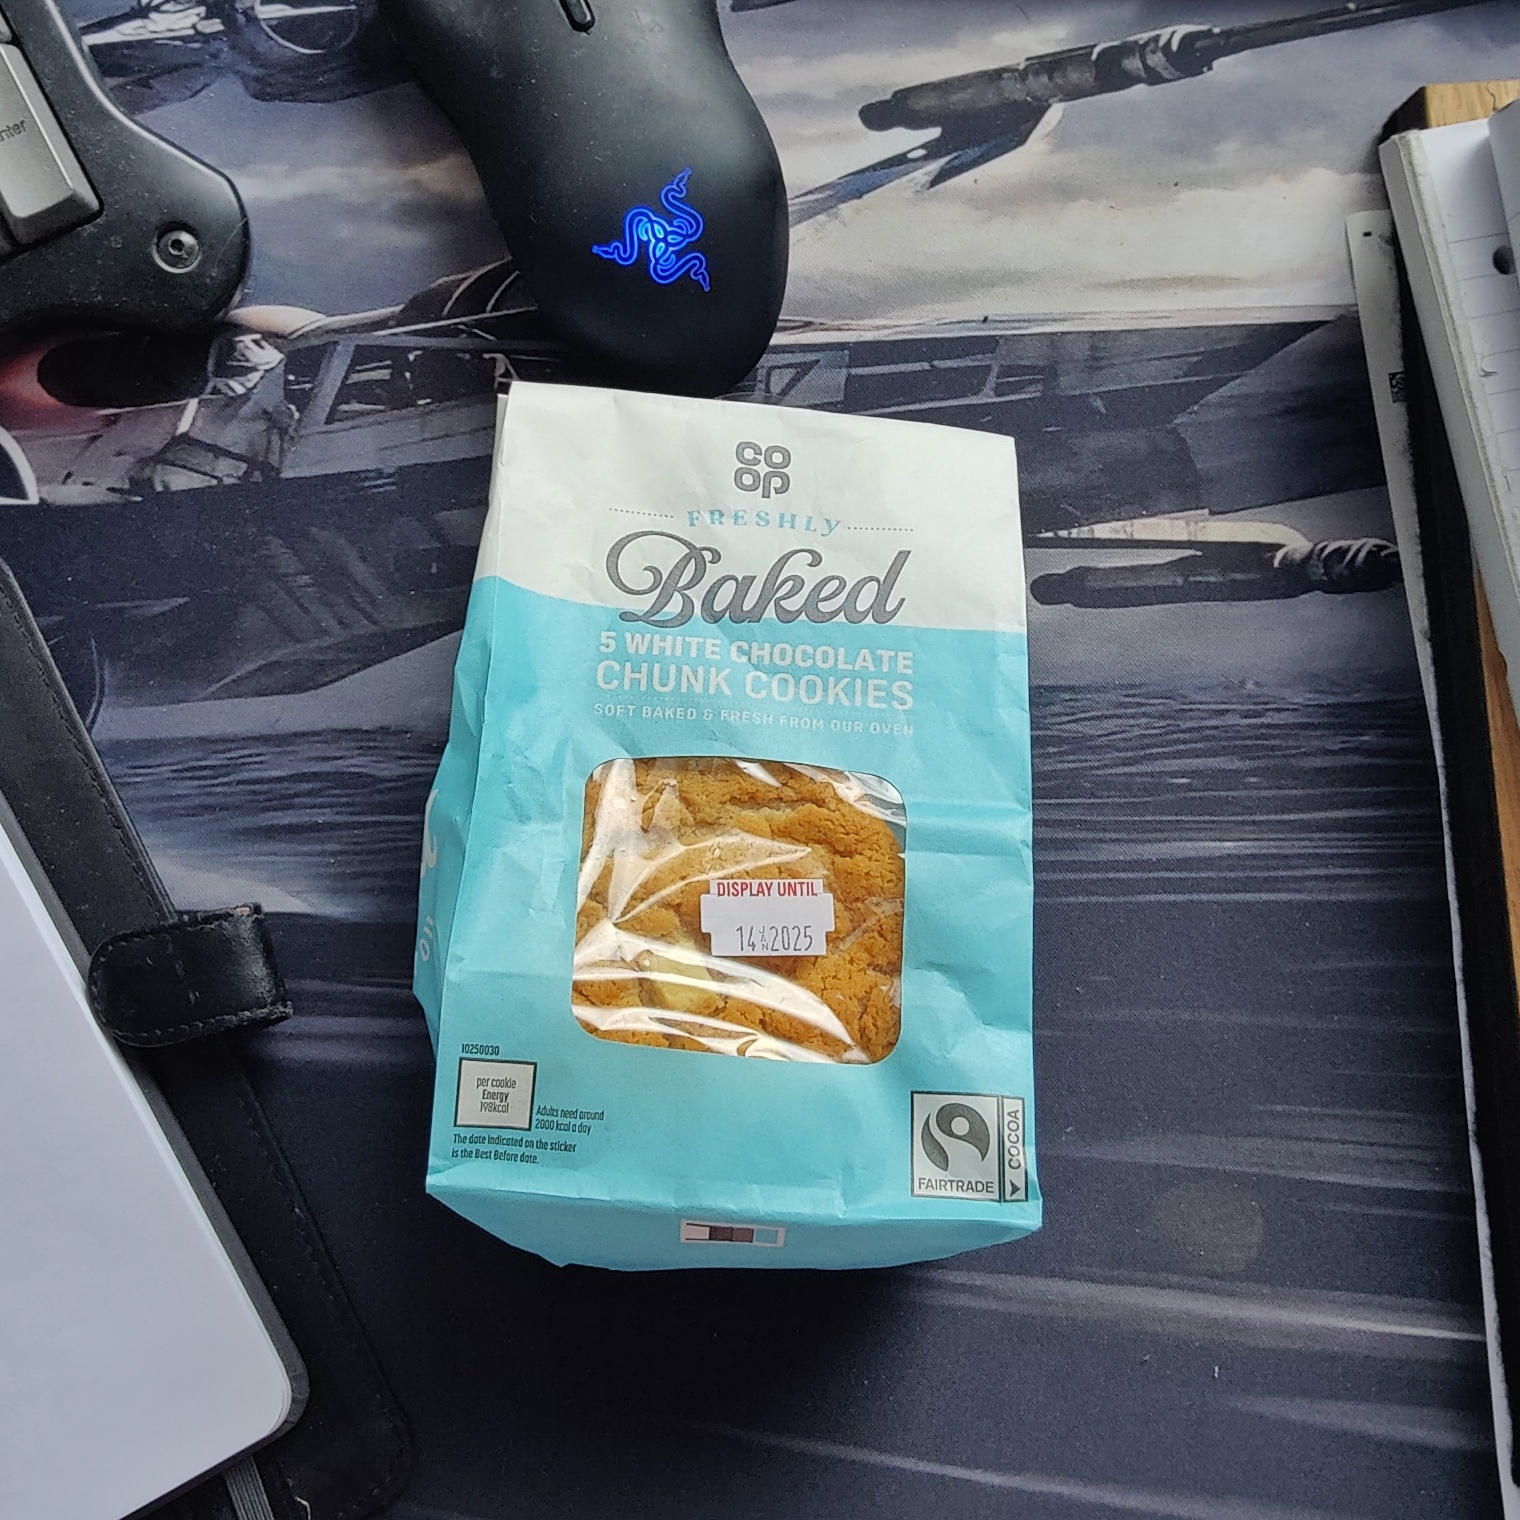 CO
OP
FRESHLY
Baked
5 WHITE CHOCOLATE
CHUNK COOKIES
SOFT BAKED & FRESH FROM OUR OVEN
DISPLAY UNTIL
14 JAN 2025
10250030
per cookie
Energy
198kcal
Adults need around
2000 kcal a day
The date indicated on the sticker
is the Best Before date.
FAIRTRADE
COCOA